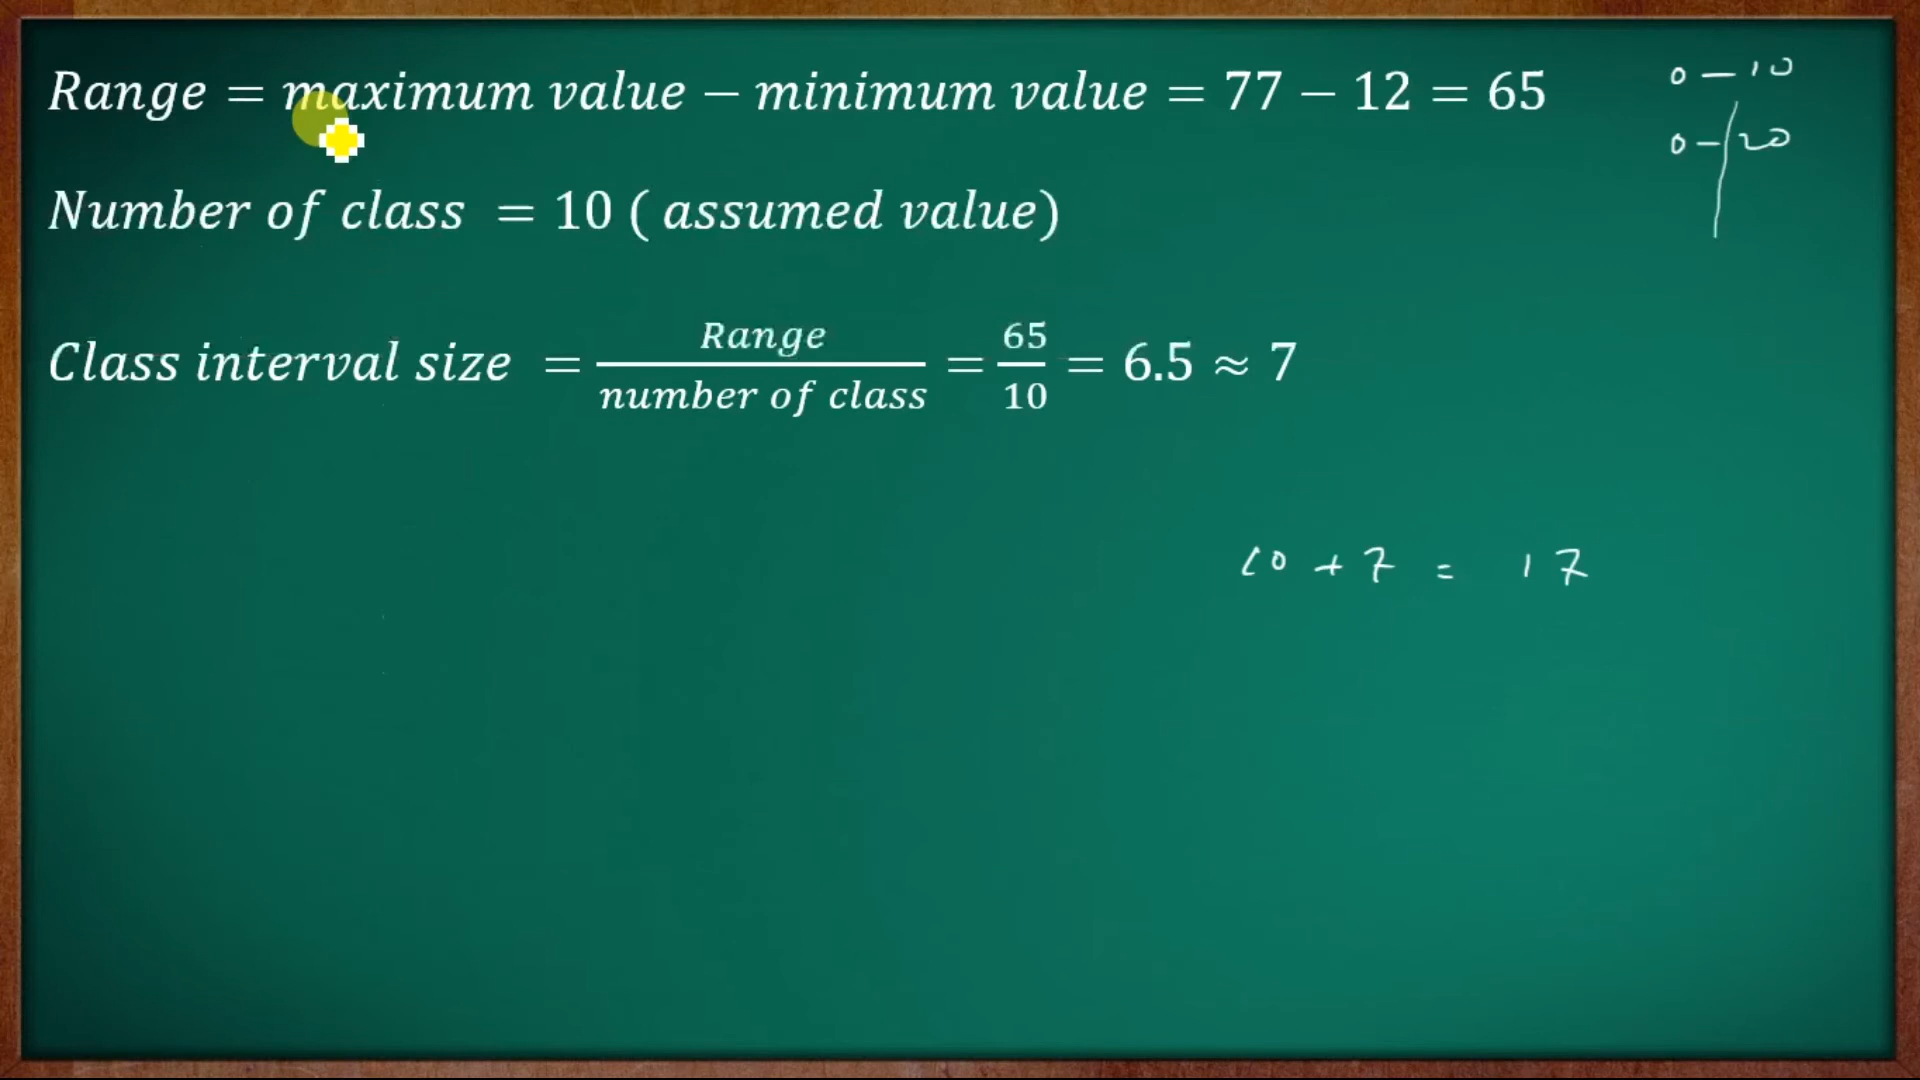 Range = maximum value − minimum value = 77 − 12 = 65
0 – 10
0 – 20
Number of class = 10 ( assumed value)
Class interval size = Range / number of class = 65 / 10 = 6.5 ≈ 7
10 + 7 = 17